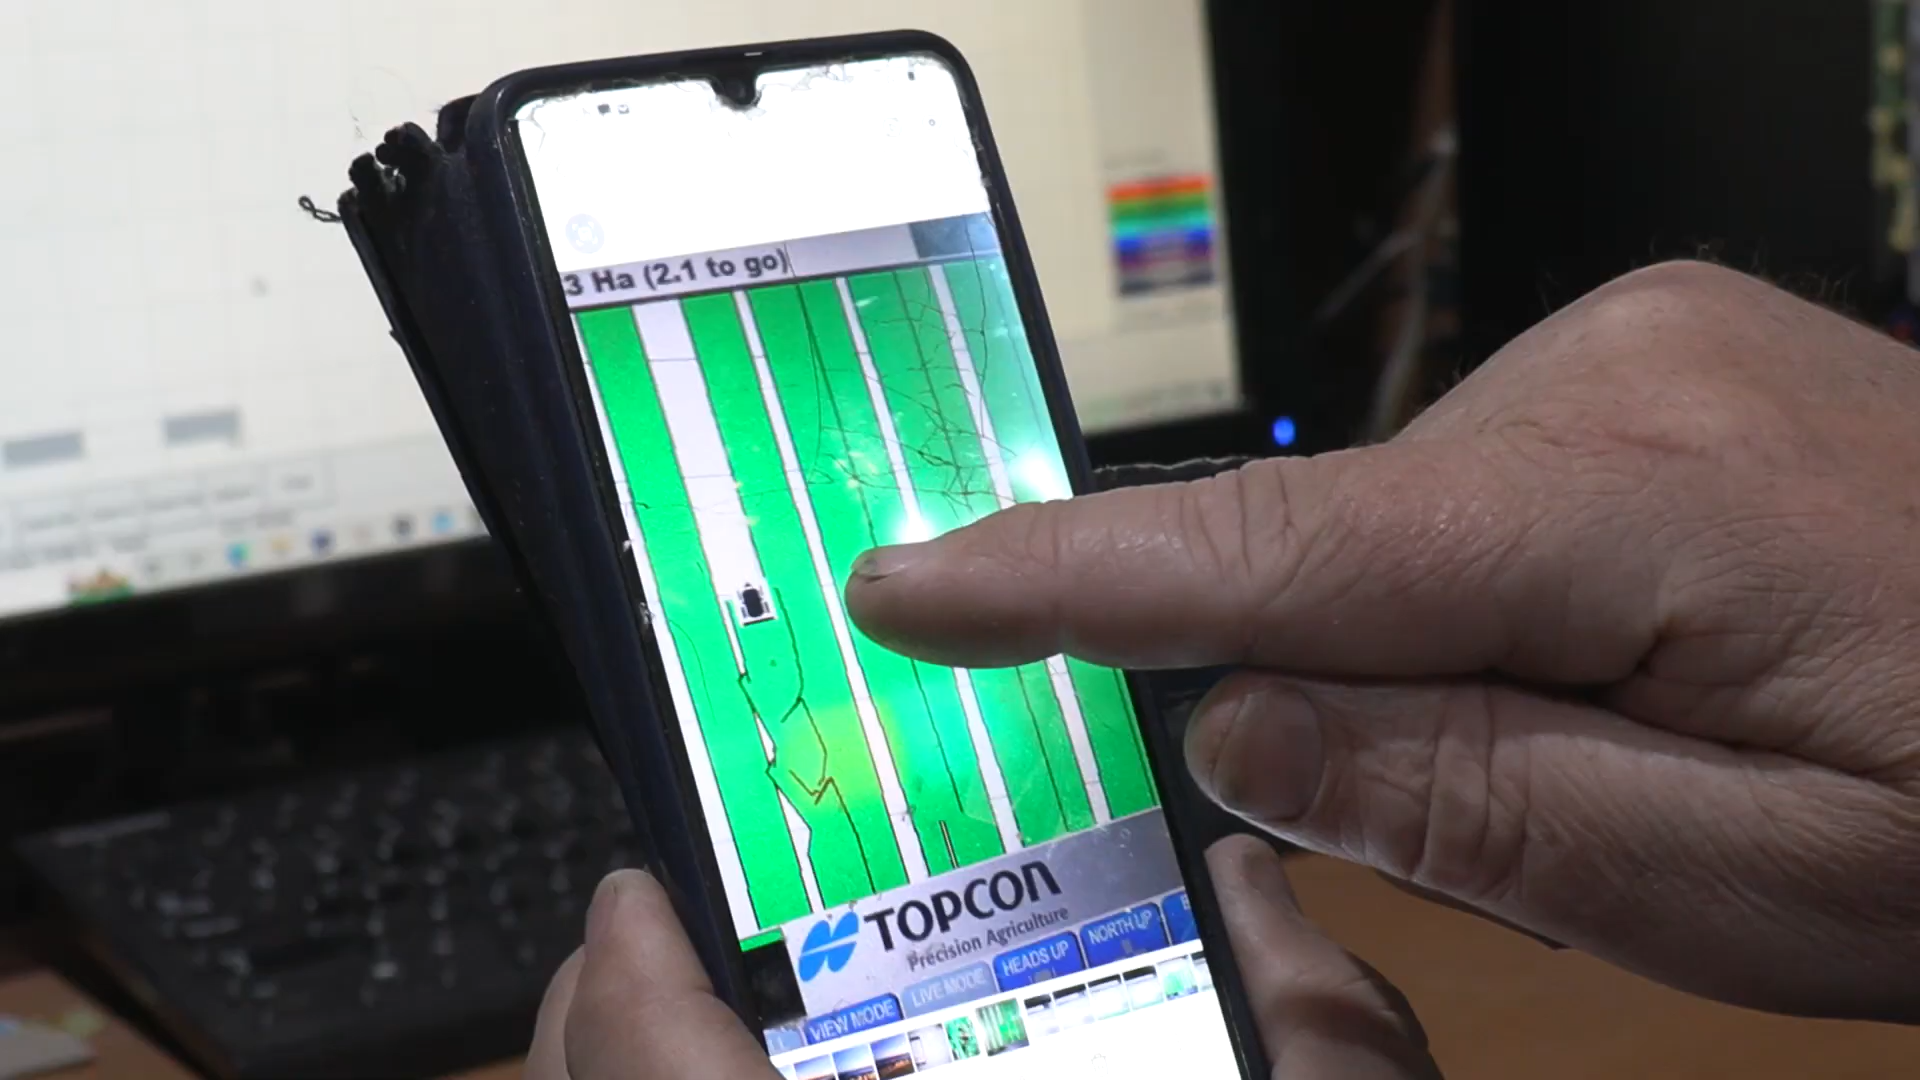 3 Ha (2.1 to go)
TOPCON
Precision Agriculture
VIEW MODE
LIVE MODE
HEADS UP
NORTH UP